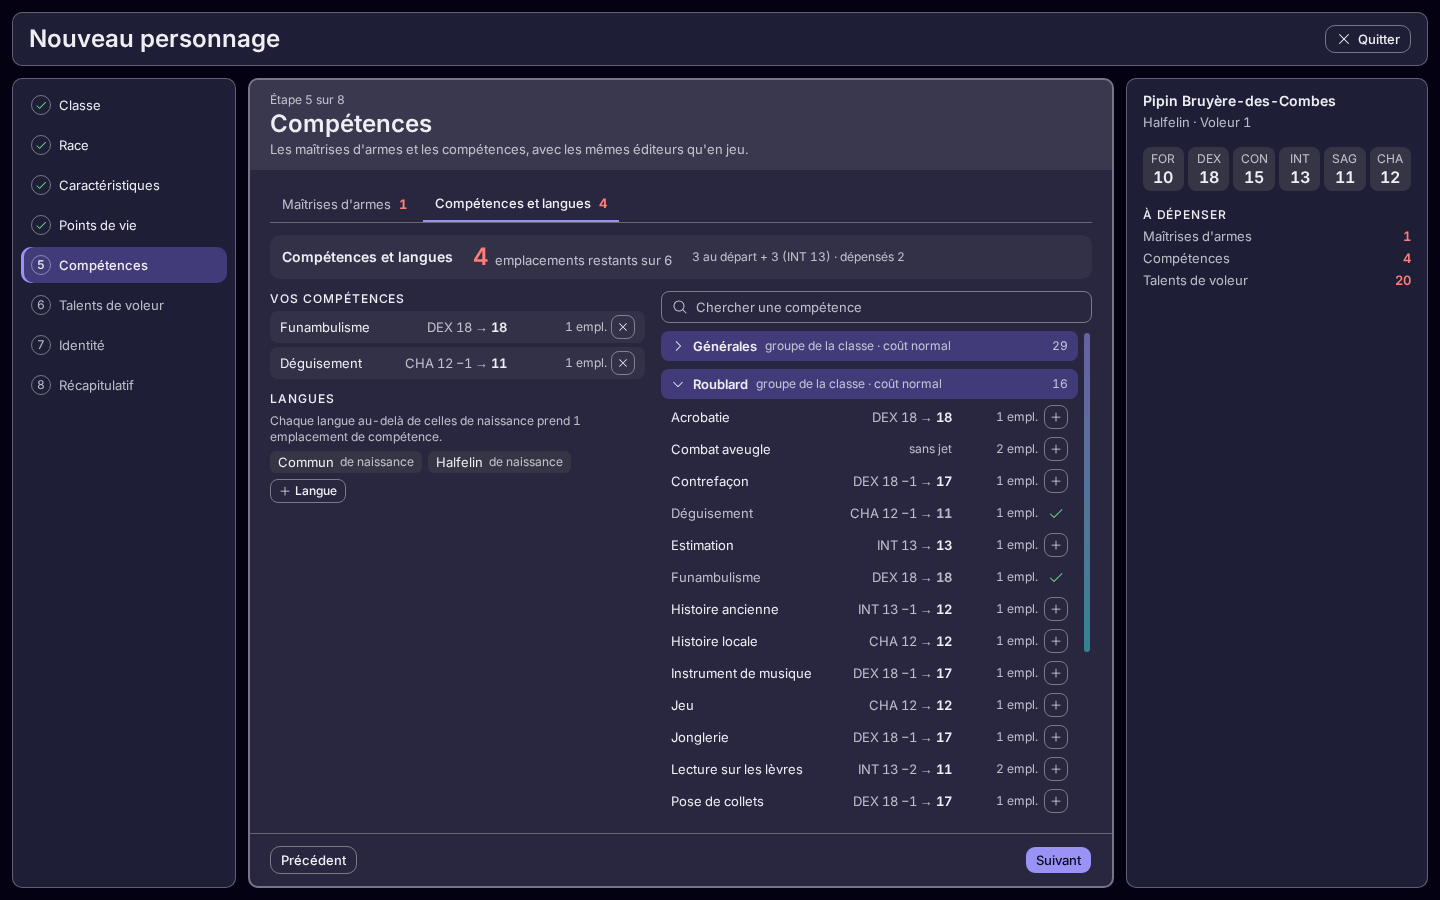 Nouveau personnage
Quitter
Classe
Race
Caractéristiques
Points de vie
5 Compétences
6 Talents de voleur
7 Identité
8 Récapitulatif
Étape 5 sur 8
Compétences
Les maîtrises d'armes et les compétences, avec les mêmes éditeurs qu'en jeu.
Maîtrises d'armes 1
Compétences et langues 4
Compétences et langues 4 emplacements restants sur 6 3 au départ + 3 (INT 13) · dépensés 2
VOS COMPÉTENCES
Funambulisme DEX 18 → 18 1 empl.
Déguisement CHA 12 −1 → 11 1 empl.
LANGUES
Chaque langue au-delà de celles de naissance prend 1
emplacement de compétence.
Commun de naissance
Halfelin de naissance
+ Langue
Chercher une compétence
Générales groupe de la classe · coût normal 29
Roublard groupe de la classe · coût normal 16
Acrobatie DEX 18 → 18 1 empl.
Combat aveugle sans jet 2 empl.
Contrefaçon DEX 18 −1 → 17 1 empl.
Déguisement CHA 12 −1 → 11 1 empl.
Estimation INT 13 → 13 1 empl.
Funambulisme DEX 18 → 18 1 empl.
Histoire ancienne INT 13 −1 → 12 1 empl.
Histoire locale CHA 12 → 12 1 empl.
Instrument de musique DEX 18 −1 → 17 1 empl.
Jeu CHA 12 → 12 1 empl.
Jonglerie DEX 18 −1 → 17 1 empl.
Lecture sur les lèvres INT 13 −2 → 11 2 empl.
Pose de collets DEX 18 −1 → 17 1 empl.
Précédent
Suivant
Pipin Bruyère-des-Combes
Halfelin · Voleur 1
FOR DEX CON INT SAG CHA
10 18 15 13 11 12
À DÉPENSER
Maîtrises d'armes 1
Compétences 4
Talents de voleur 20